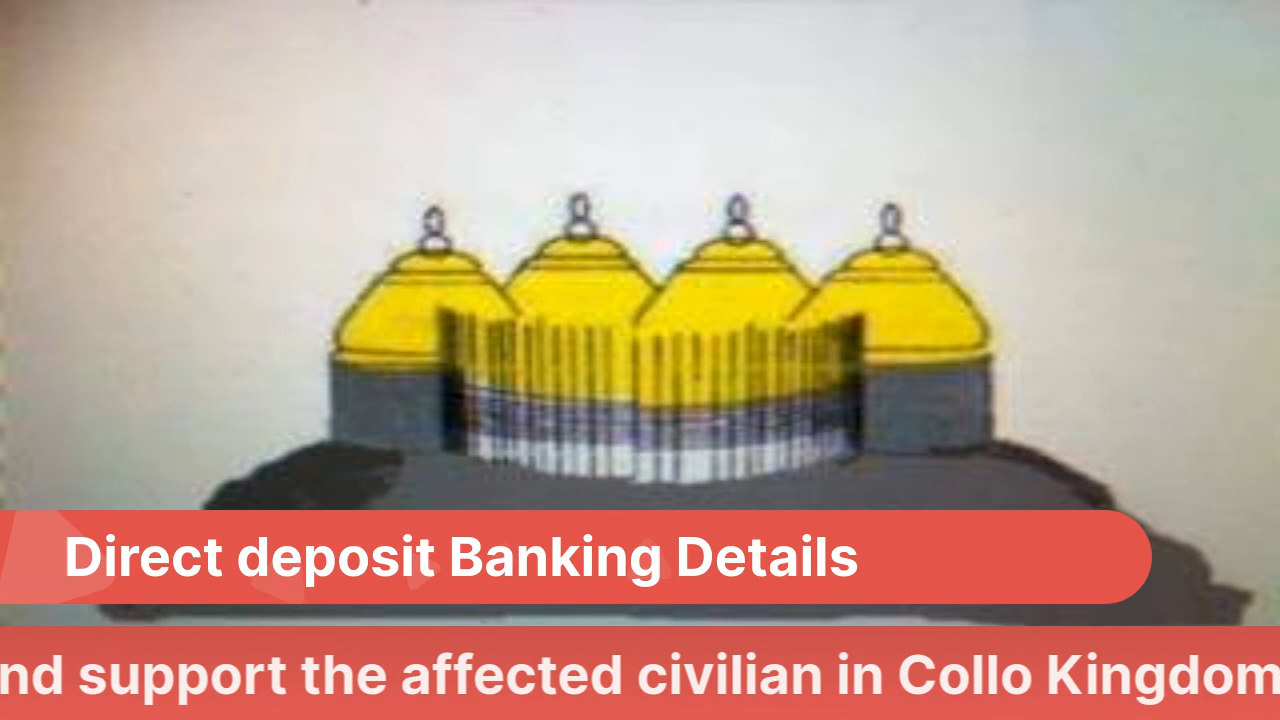 Direct deposit Banking Details
nd support the affected civilian in Collo Kingdom